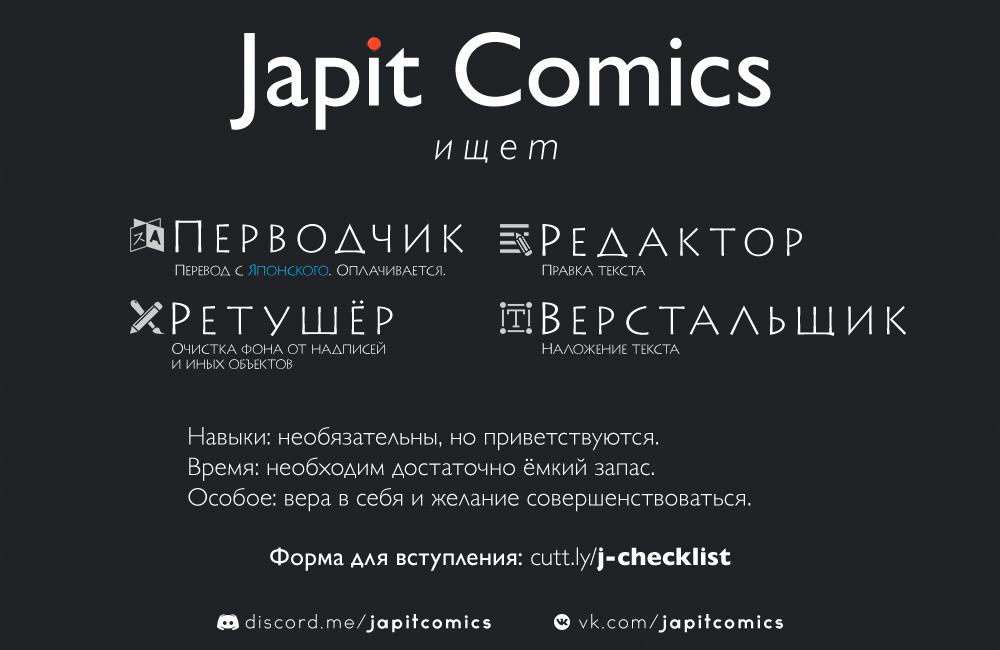 Japit Comics
ищет
Перводчик
Перевод с Японского. Оплачивается.
Редактор
Правка текста
Ретушёр
Очистка фона от надписей
и иных объектов
Верстальщик
Наложение текста
Навыки: необязательны, но приветствуются.
Время: необходим достаточно ёмкий запас.
Особое: вера в себя и желание совершенствоваться.
Форма для вступления: cutt.ly/j-checklist
discord.me/japitcomics
vk.com/japitcomics